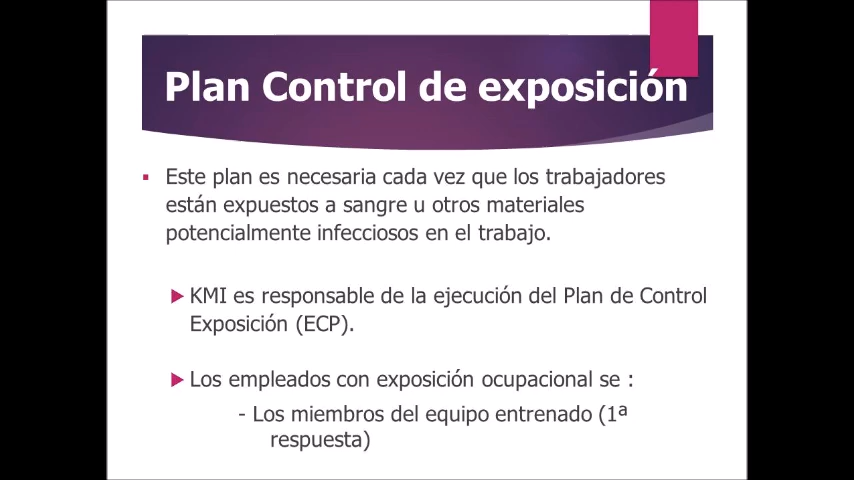 Plan Control de exposición
▪ Este plan es necesaria cada vez que los trabajadores
están expuestos a sangre u otros materiales
potencialmente infecciosos en el trabajo.
▶ KMI es responsable de la ejecución del Plan de Control
Exposición (ECP).
▶ Los empleados con exposición ocupacional se :
- Los miembros del equipo entrenado (1ª
respuesta)